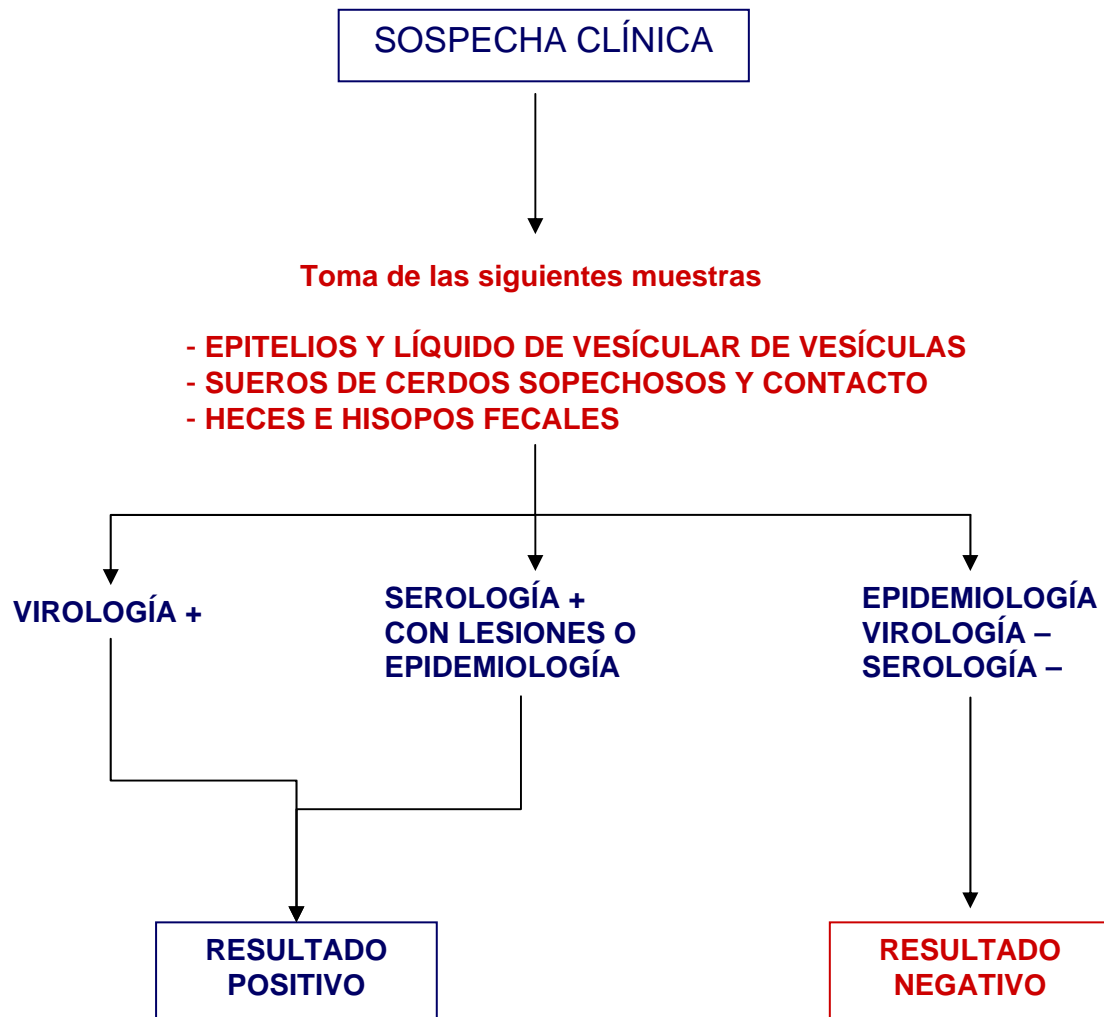 SOSPECHA CLÍNICA
Toma de las siguientes muestras
- EPITELIOS Y LÍQUIDO DE VESÍCULAR DE VESÍCULAS
- SUEROS DE CERDOS SOPECHOSOS Y CONTACTO
- HECES E HISOPOS FECALES
VIROLOGÍA +
SEROLOGÍA +
CON LESIONES O
EPIDEMIOLOGÍA
EPIDEMIOLOGÍA
VIROLOGÍA –
SEROLOGÍA –
RESULTADO
POSITIVO
RESULTADO
NEGATIVO